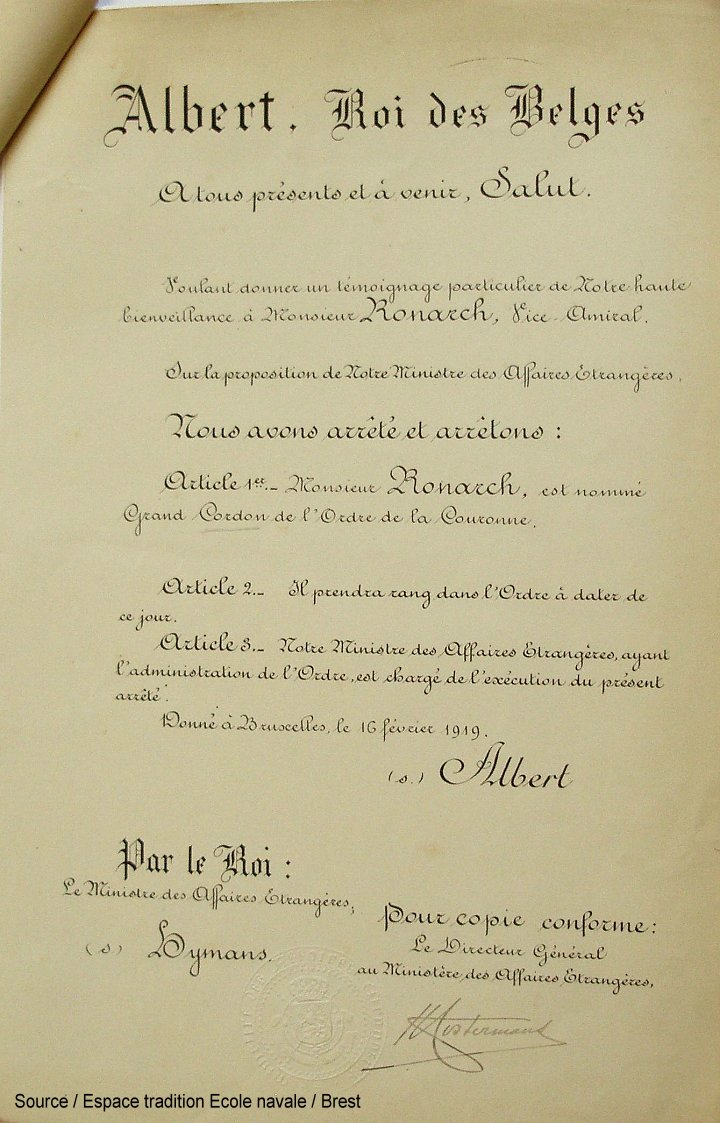 Albert. Roi des Belges
A tous présents et à venir, Salut.
Voulant donner un témoignage particulier de Notre haute
bienveillance à Monsieur Ronarch, Vice-Amiral.
Sur la proposition de Notre Ministre des Affaires Etrangères,
Nous avons arrêté et arrêtons :
Article 1er._ Monsieur Ronarch, est nommé
Grand Cordon de l'Ordre de la Couronne.
Article 2._ Il prendra rang dans l'Ordre à dater de
ce jour.
Article 3._ Notre Ministre des Affaires Etrangères, ayant
l'administration de l'Ordre, est chargé de l'exécution du présent
arrêté.
Donné à Bruxelles, le 16 février 1919.
(s.) Albert
Par le Roi :
Le Ministre des Affaires Etrangères,
(s) Hymans.
Pour copie conforme :
Le Directeur Général
au Ministère des Affaires Etrangères,
Source / Espace tradition Ecole navale / Brest